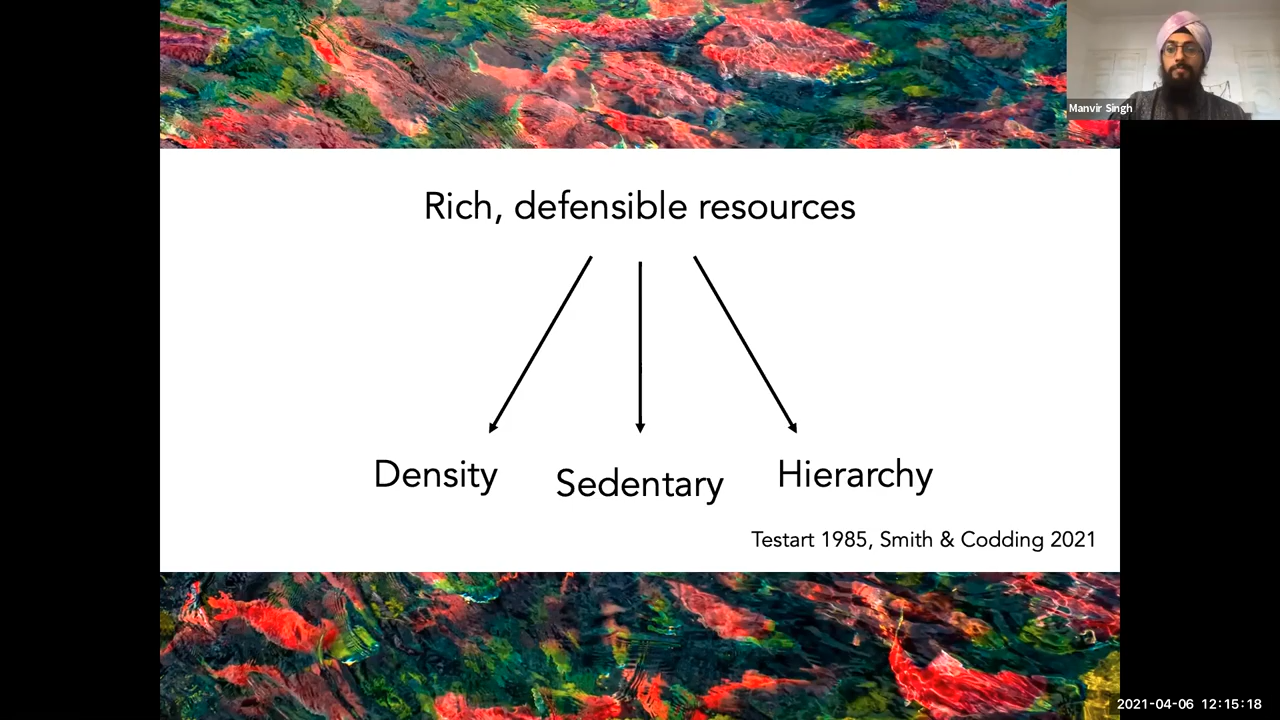 Manvir Singh
Rich, defensible resources
Density
Sedentary
Hierarchy
Testart 1985, Smith & Codding 2021
2021-04-06 12:15:18